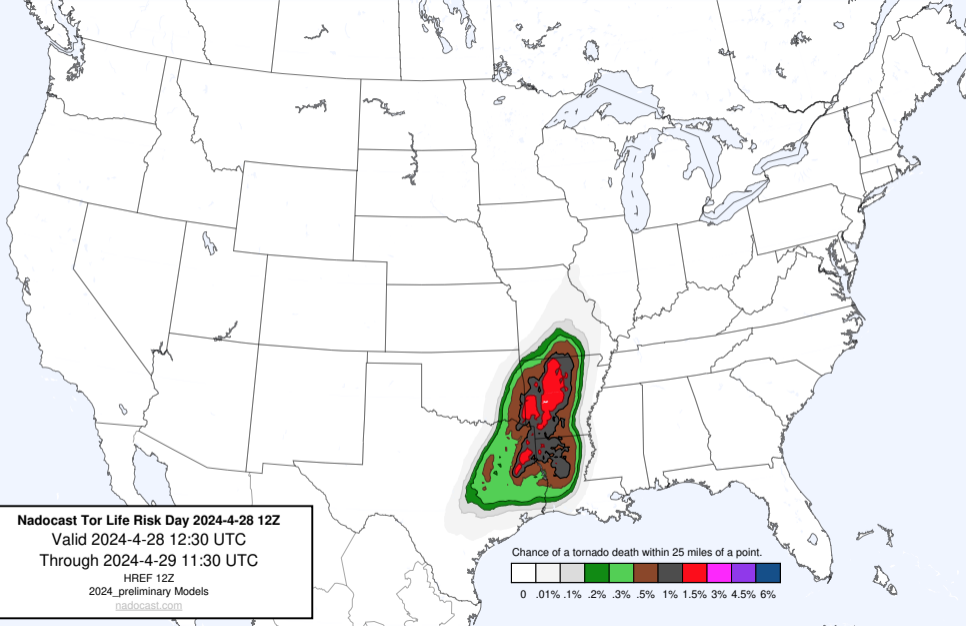 Nadocast Tor Life Risk Day 2024-4-28 12Z
Valid 2024-4-28 12:30 UTC
Through 2024-4-29 11:30 UTC
HREF 12Z
2024_preliminary Models
nadocast.com
Chance of a tornado death within 25 miles of a point.
0 .01% .1% .2% .3% .5% 1% 1.5% 3% 4.5% 6%